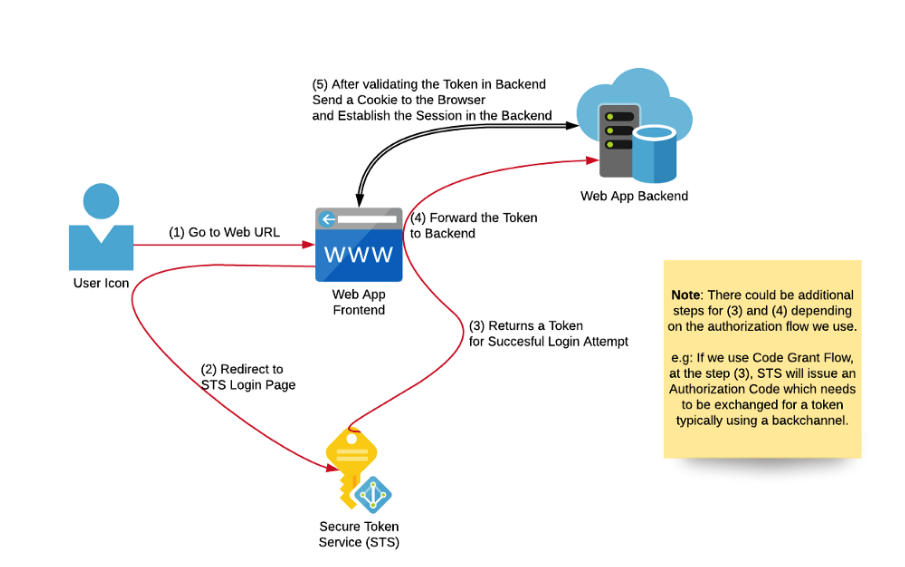 (5) After validating the Token in Backend
Send a Cookie to the Browser
and Establish the Session in the Backend
Web App Backend
(1) Go to Web URL
(4) Forward the Token
to Backend
WWW
User Icon
Web App
Frontend
(3) Returns a Token
for Succesful Login Attempt
(2) Redirect to
STS Login Page
Note: There could be additional
steps for (3) and (4) depending
on the authorization flow we use.
e.g: If we use Code Grant Flow,
at the step (3), STS will issue an
Authorization Code which needs
to be exchanged for a token
typically using a backchannel.
Secure Token
Service (STS)